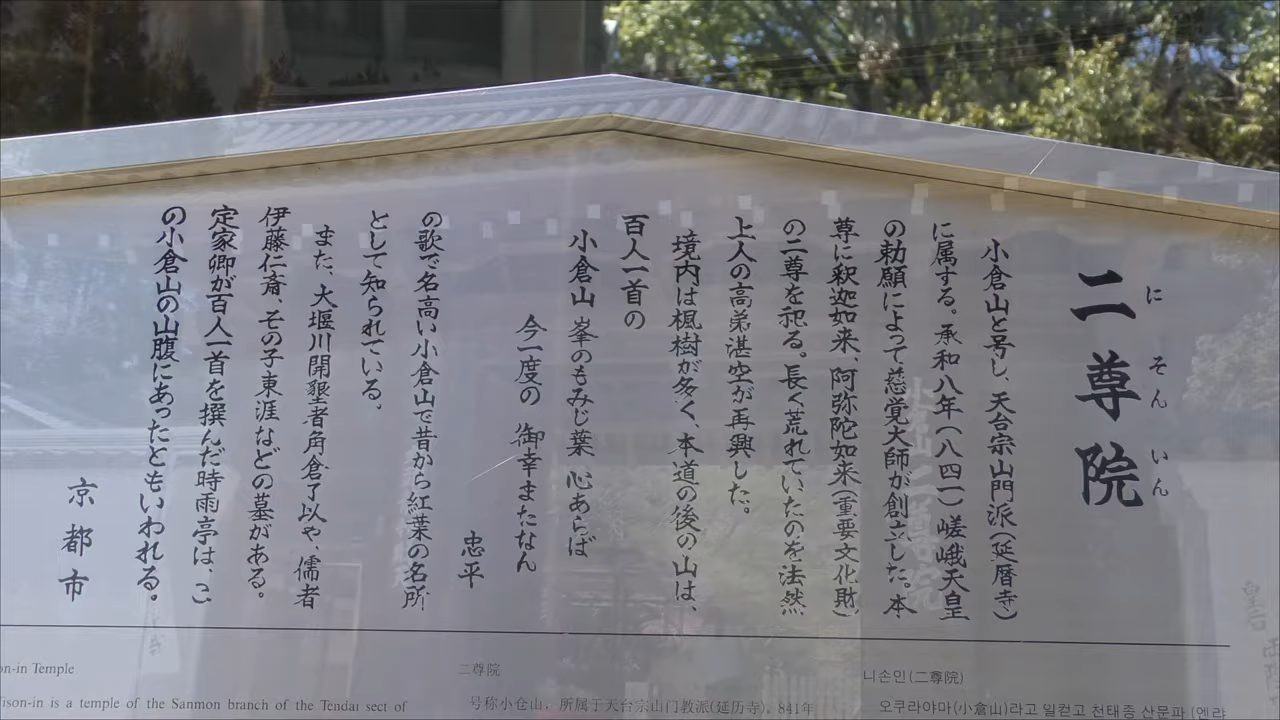 二尊院
に そん いん
小倉山と号し、天台宗山門派(延暦寺)
に属する。承和八年(八四一)嵯峨天皇
の勅願によって慈覚大師が創立した。本
尊に釈迦如来、阿弥陀如来(重要文化財)
の二尊を祀る。長く荒れていたのを法然
上人の高弟湛空が再興した。
境内は楓樹が多く、本道の後の山は、
百人一首の
小倉山 峯のもみじ葉 心あらば
今一度の 御幸またなん
忠平
の歌で名高い小倉山で昔から紅葉の名所
として知られている。
また、大堰川開墾者角倉了以や、儒者
伊藤仁斎、その子東涯などの墓がある。
定家卿が百人一首を撰んだ時雨亭は、こ
の小倉山の山腹にあったともいわれる。
京都市
on-in Temple
ison-in is a temple of the Sanmon branch of the Tendai sect of
二尊院
号称小仓山，所属于天台宗山门教派(延历寺)。841年
니손인(二尊院)
오쿠라야마(小倉山)라고 일컫고 천태종 산문파 (엔랴